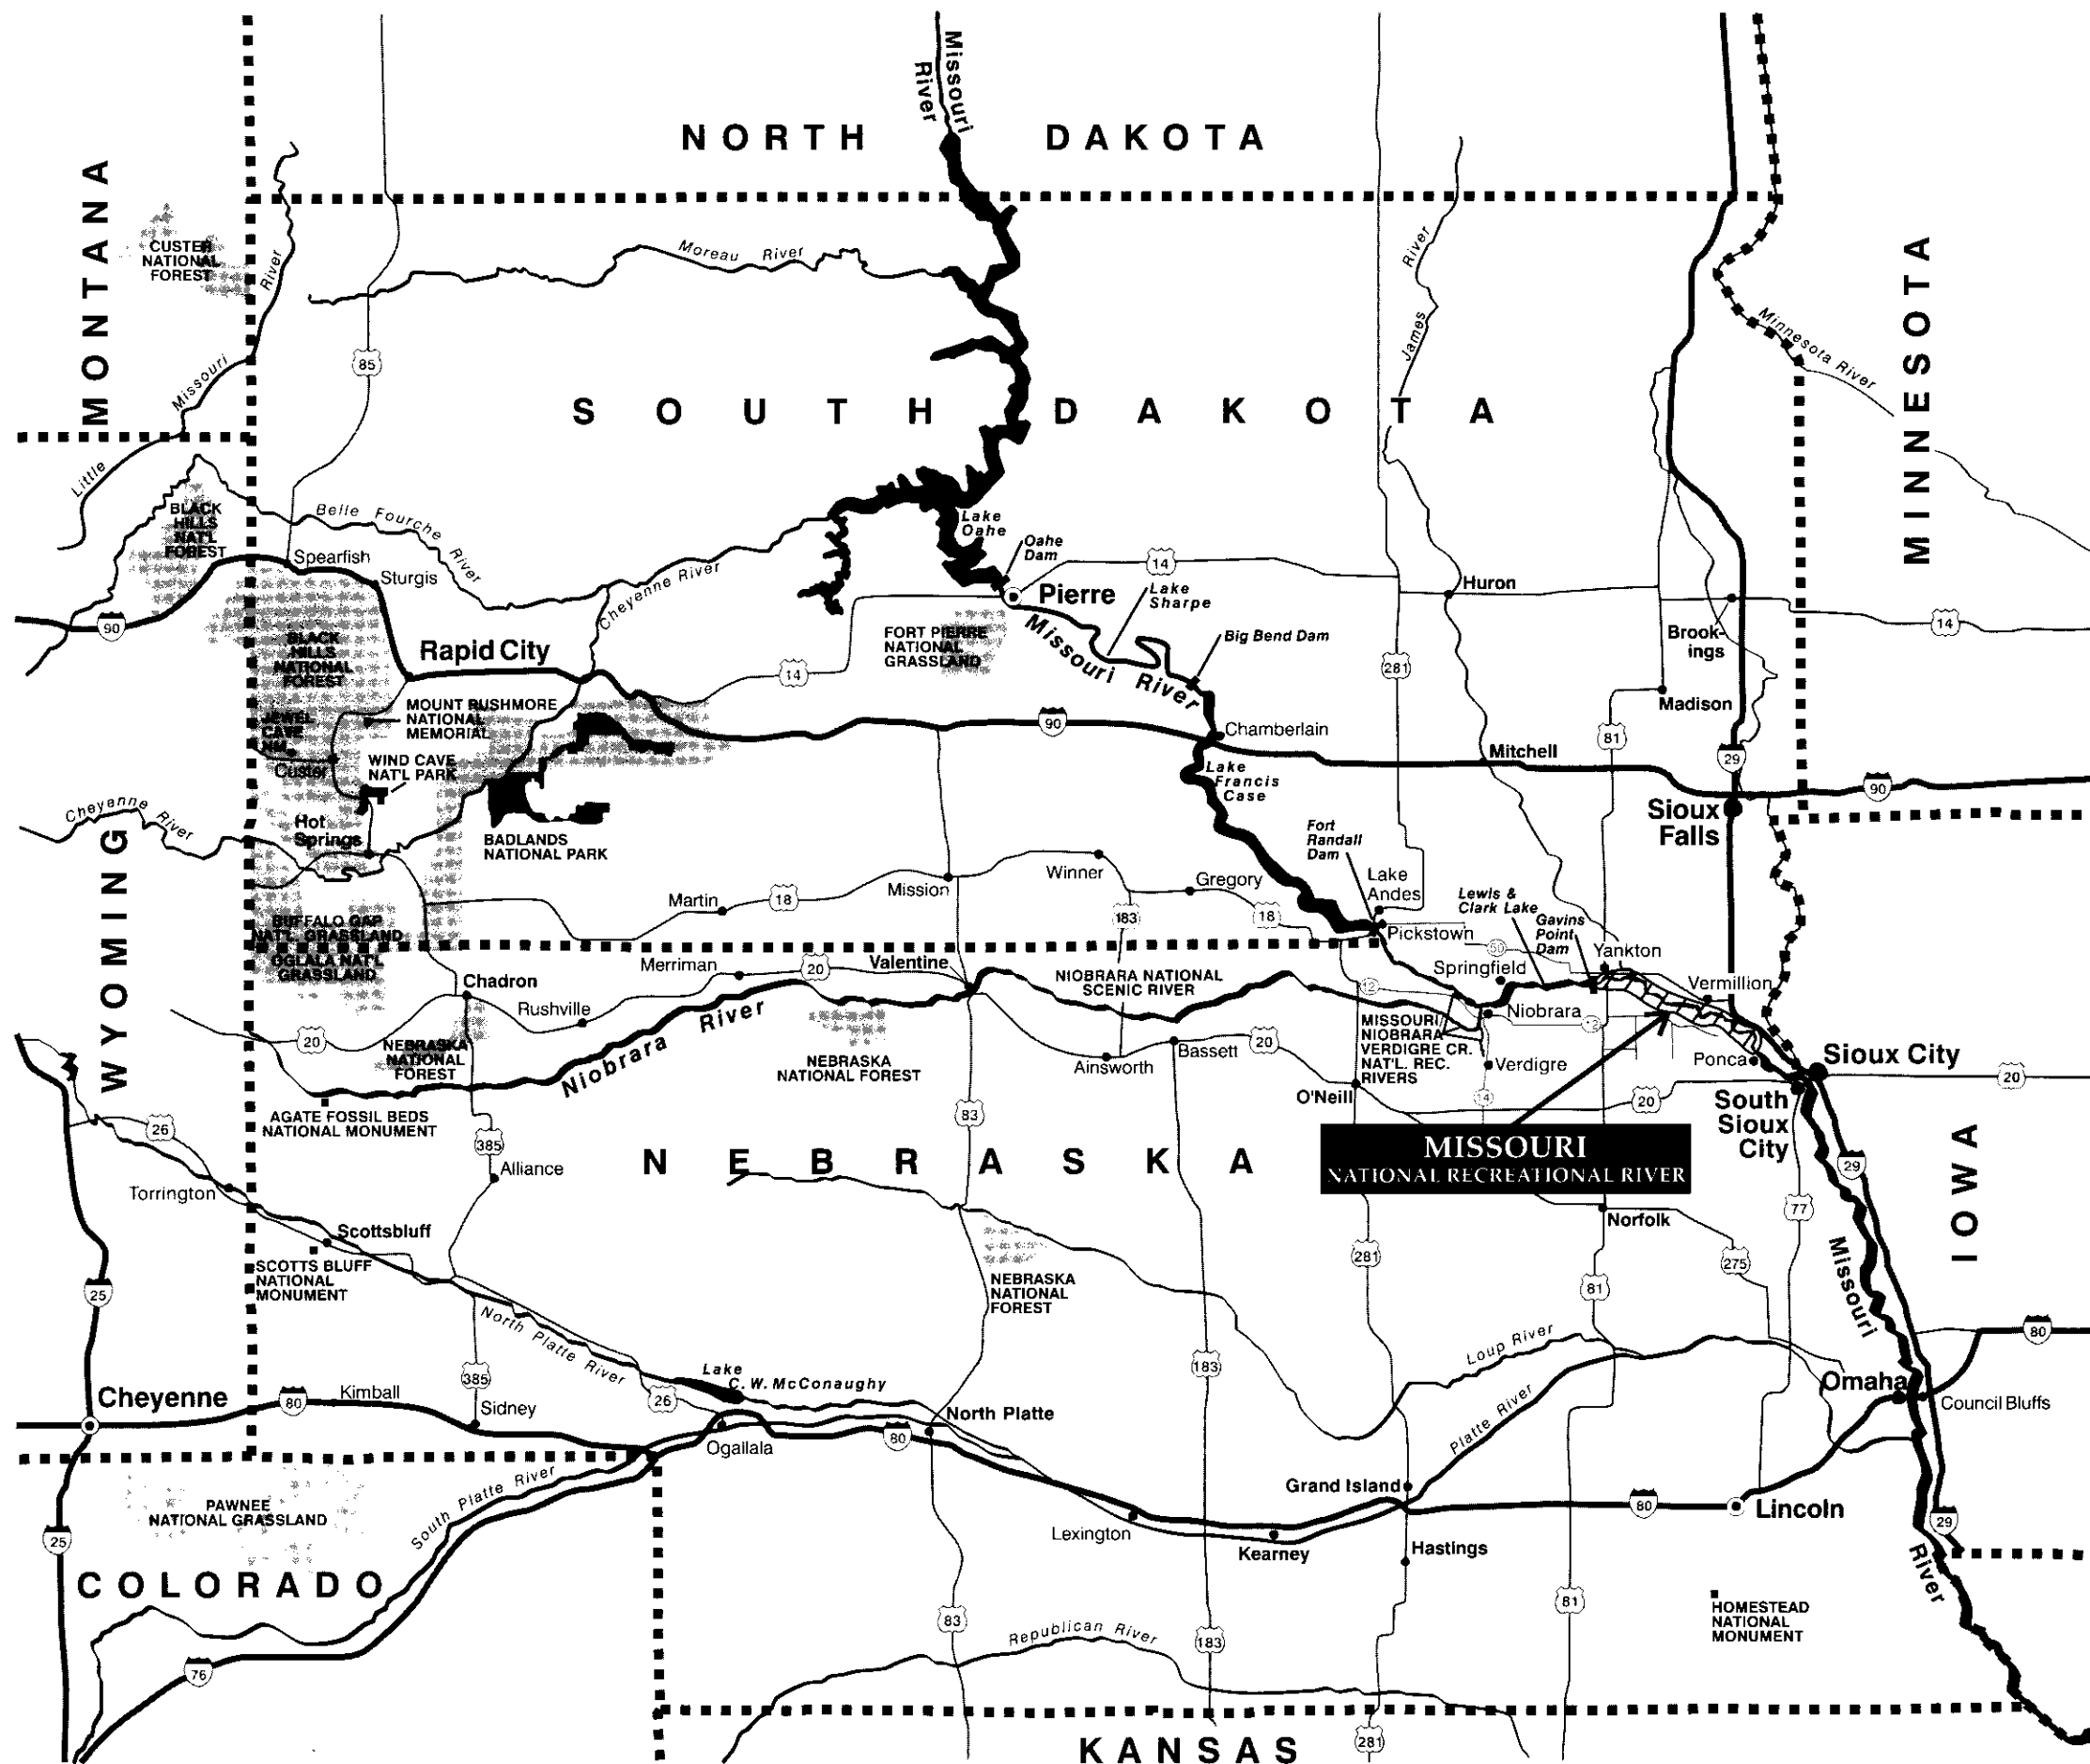 Missouri
River
NORTH DAKOTA
MONTANA
CUSTER
NATIONAL
FOREST
River
Missouri
Little
Moreau River
85
River
James
Minnesota River
MINNESOTA
SOUTH DAKOTA
BLACK
HILLS
NAT'L
FOREST
Belle Fourche River
Spearfish
Sturgis
90
Lake
Oahe
Oahe
Dam
Cheyenne River
14
Pierre
Lake
Sharpe
Huron
Big Bend Dam
Missouri River
FORT PIERRE
NATIONAL
GRASSLAND
Brook-
ings
14
BLACK
HILLS
NATIONAL
FOREST
Rapid City
14
281
Madison
MOUNT RUSHMORE
NATIONAL
MEMORIAL
JEWEL
CAVE
NM
Custer
WIND CAVE
NAT'L PARK
90
Chamberlain
81
Mitchell
29
90
Lake
Francis
Case
Sioux
Falls
Cheyenne River
Hot
Springs
BADLANDS
NATIONAL PARK
Fort
Randall
Dam
Lake
Andes
WYOMING
Martin
18
Mission
Winner
Gregory
183
18
Lewis &
Clark Lake
Gavins
Point
Dam
Pickstown
50
Yankton
BUFFALO GAP
NAT'L GRASSLAND
OGLALA NAT'L
GRASSLAND
Chadron
Merriman
20
Valentine
NIOBRARA NATIONAL
SCENIC RIVER
Springfield
Vermillion
12
Niobrara
12
Rushville
Niobrara River
20
NEBRASKA
NATIONAL
FOREST
NEBRASKA
NATIONAL FOREST
Ainsworth
Bassett
20
MISSOURI/
NIOBRARA
VERDIGRE CR.
NAT'L. REC.
RIVERS
Verdigre
Ponca
Sioux City
20
O'Neill
14
20
South
Sioux
City
AGATE FOSSIL BEDS
NATIONAL MONUMENT
26
385
83
NEBRASKA
MISSOURI
NATIONAL RECREATIONAL RIVER
29
IOWA
Alliance
Torrington
Scottsbluff
SCOTTS BLUFF
NATIONAL
MONUMENT
Norfolk
77
281
275
Missouri
25
81
NEBRASKA
NATIONAL
FOREST
North Platte River
Loup River
80
183
385
Lake
C. W. McConaughy
26
Cheyenne
80
Kimball
Sidney
Omaha
Council Bluffs
North Platte
Platte River
Ogallala
80
South Platte River
PAWNEE
NATIONAL GRASSLAND
Grand Island
80
Lincoln
29
25
Lexington
Kearney
Hastings
River
COLORADO
81
HOMESTEAD
NATIONAL
MONUMENT
83
Republican River
183
76
281
KANSAS